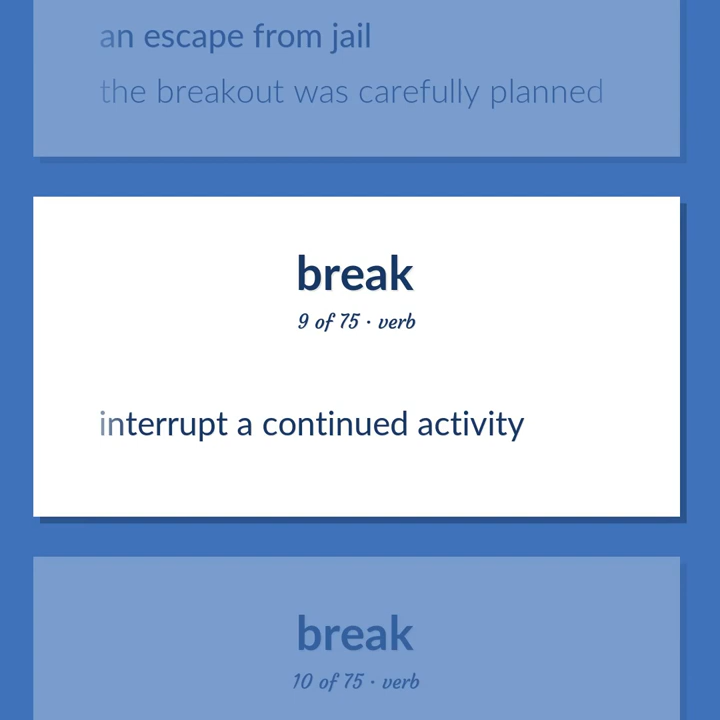 an escape from jail
the breakout was carefully planned
break
9 of 75 · verb
interrupt a continued activity
break
10 of 75 · verb